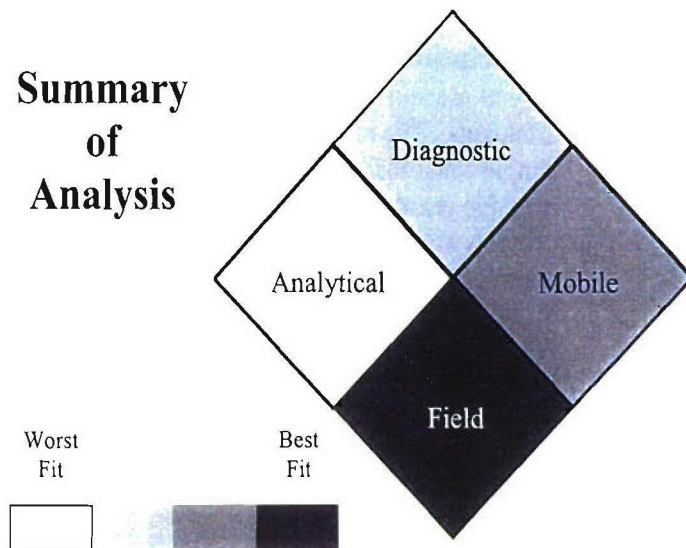 Summary
of
Analysis
Diagnostic
Analytical
Mobile
Field
Worst
Fit
Best
Fit